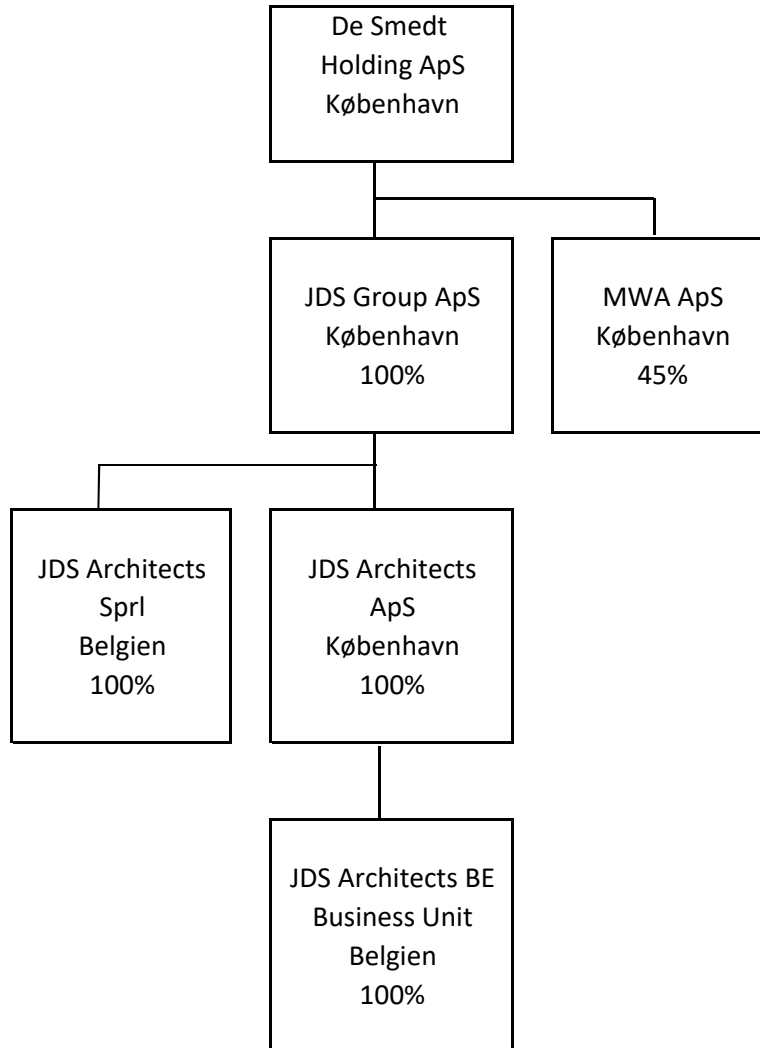 De Smedt
Holding ApS
København
JDS Group ApS
København
100%
MWA ApS
København
45%
JDS Architects
Sprl
Belgien
100%
JDS Architects
ApS
København
100%
JDS Architects BE
Business Unit
Belgien
100%